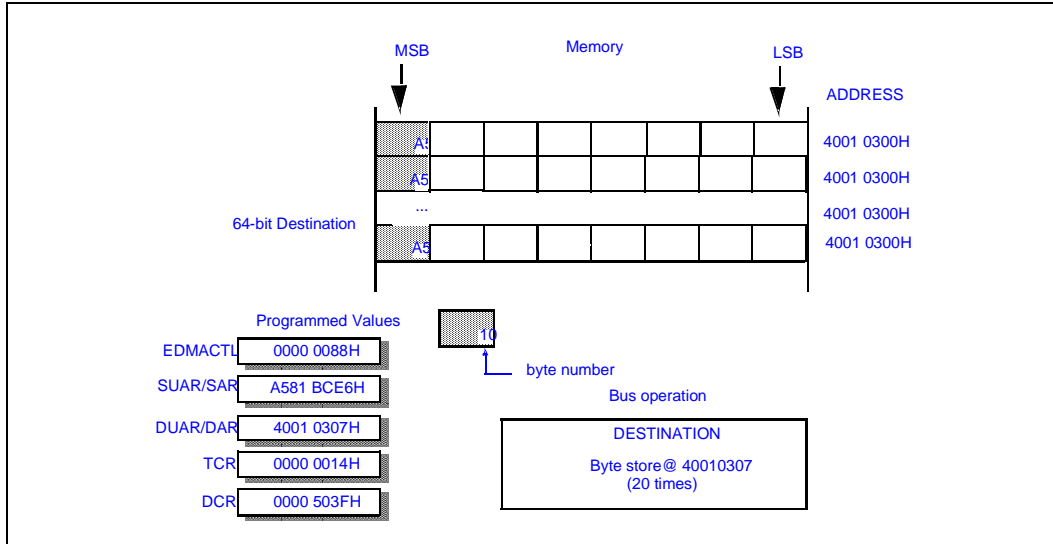 MSB Memory LSB
ADDRESS
A5 4001 0300H
A5 4001 0300H
... 4001 0300H
64-bit Destination
A5 4001 0300H
Programmed Values
10
EDMACTL 0000 0088H
byte number
SUAR/SAR A581 BCE6H
Bus operation
DUAR/DAR 4001 0307H
DESTINATION
TCR 0000 0014H
Byte store@ 40010307
(20 times)
DCR 0000 503FH